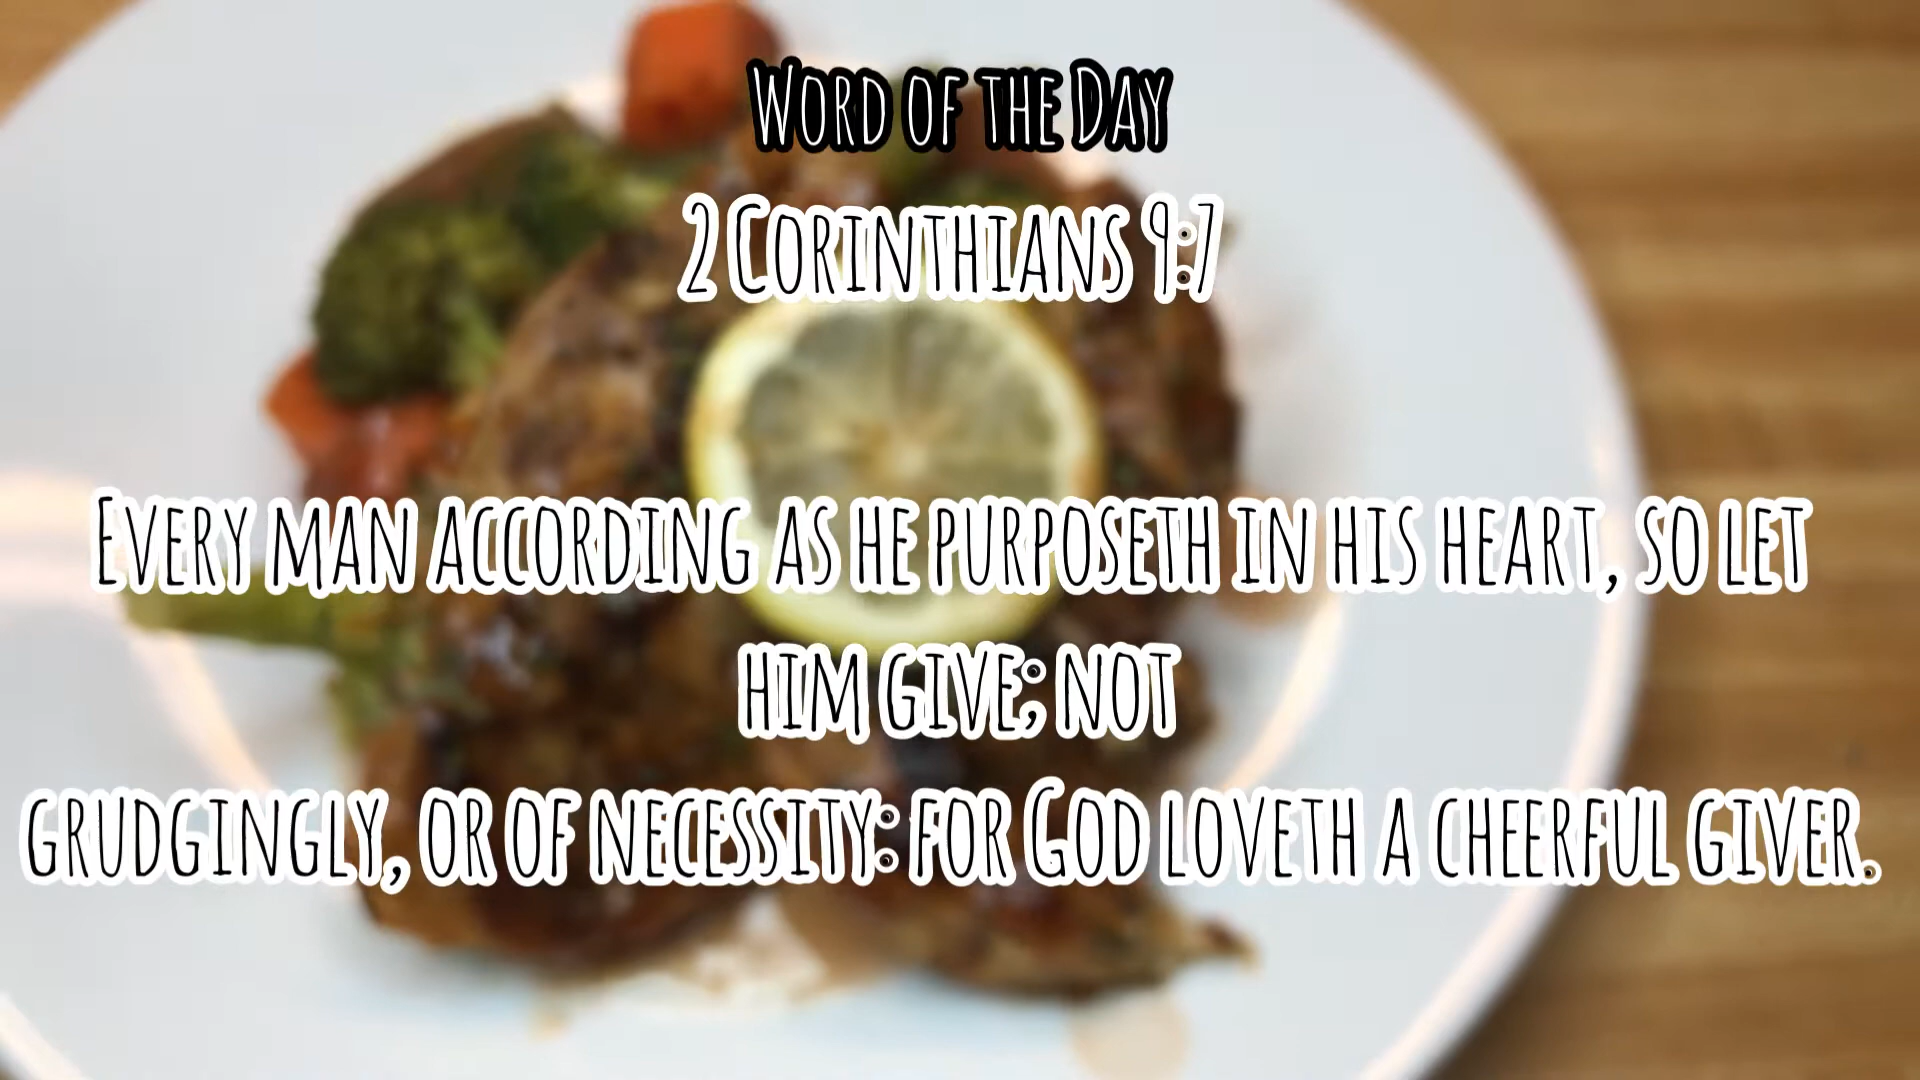 Word of the Day
2 Corinthians 9:7
Every man according as he purposeth in his heart, so let
him give; not
grudgingly, or of necessity: for God loveth a cheerful giver.